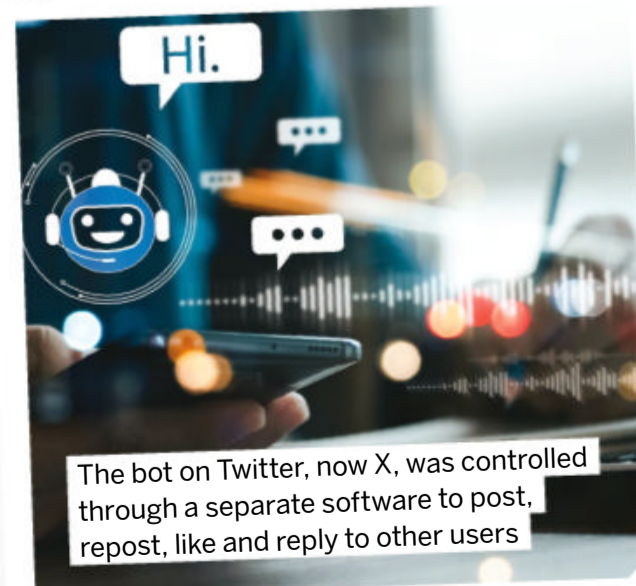 Hi.
The bot on Twitter, now X, was controlled
through a separate software to post,
repost, like and reply to other users